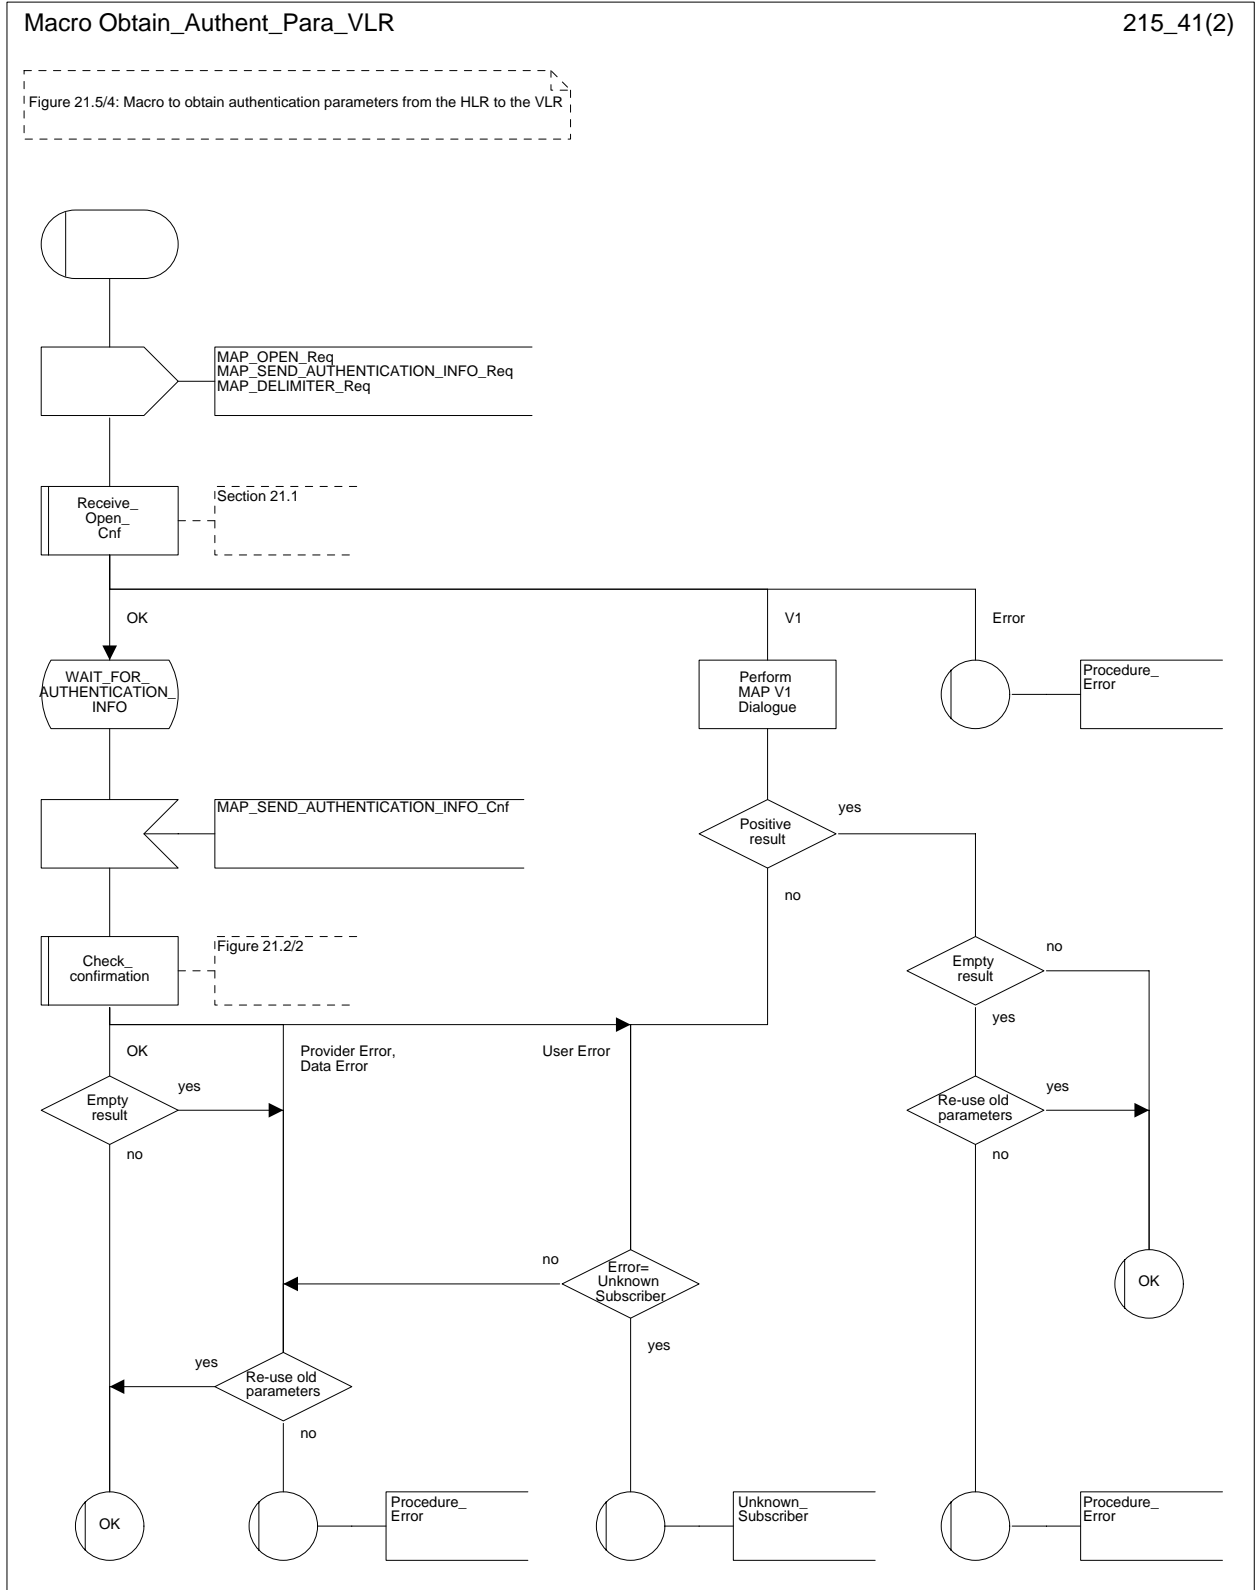 Macro Obtain_Authent_Para_VLR
215_41(2)
Figure 21.5/4: Macro to obtain authentication parameters from the HLR to the VLR
MAP_OPEN_Req
MAP_SEND_AUTHENTICATION_INFO_Req
MAP_DELIMITER_Req
Receive_
Open_
Cnf
Section 21.1
OK
V1
Error
WAIT_FOR_
AUTHENTICATION_
INFO
Perform
MAP V1
Dialogue
Procedure_
Error
MAP_SEND_AUTHENTICATION_INFO_Cnf
Positive
result
yes
no
Check_
confirmation
Figure 21.2/2
Empty
result
no
yes
OK
Provider Error,
Data Error
User Error
Empty
result
yes
no
Re-use old
parameters
yes
no
no
Error=
Unknown
Subscriber
yes
OK
yes
Re-use old
parameters
no
OK
Procedure_
Error
Unknown_
Subscriber
Procedure_
Error